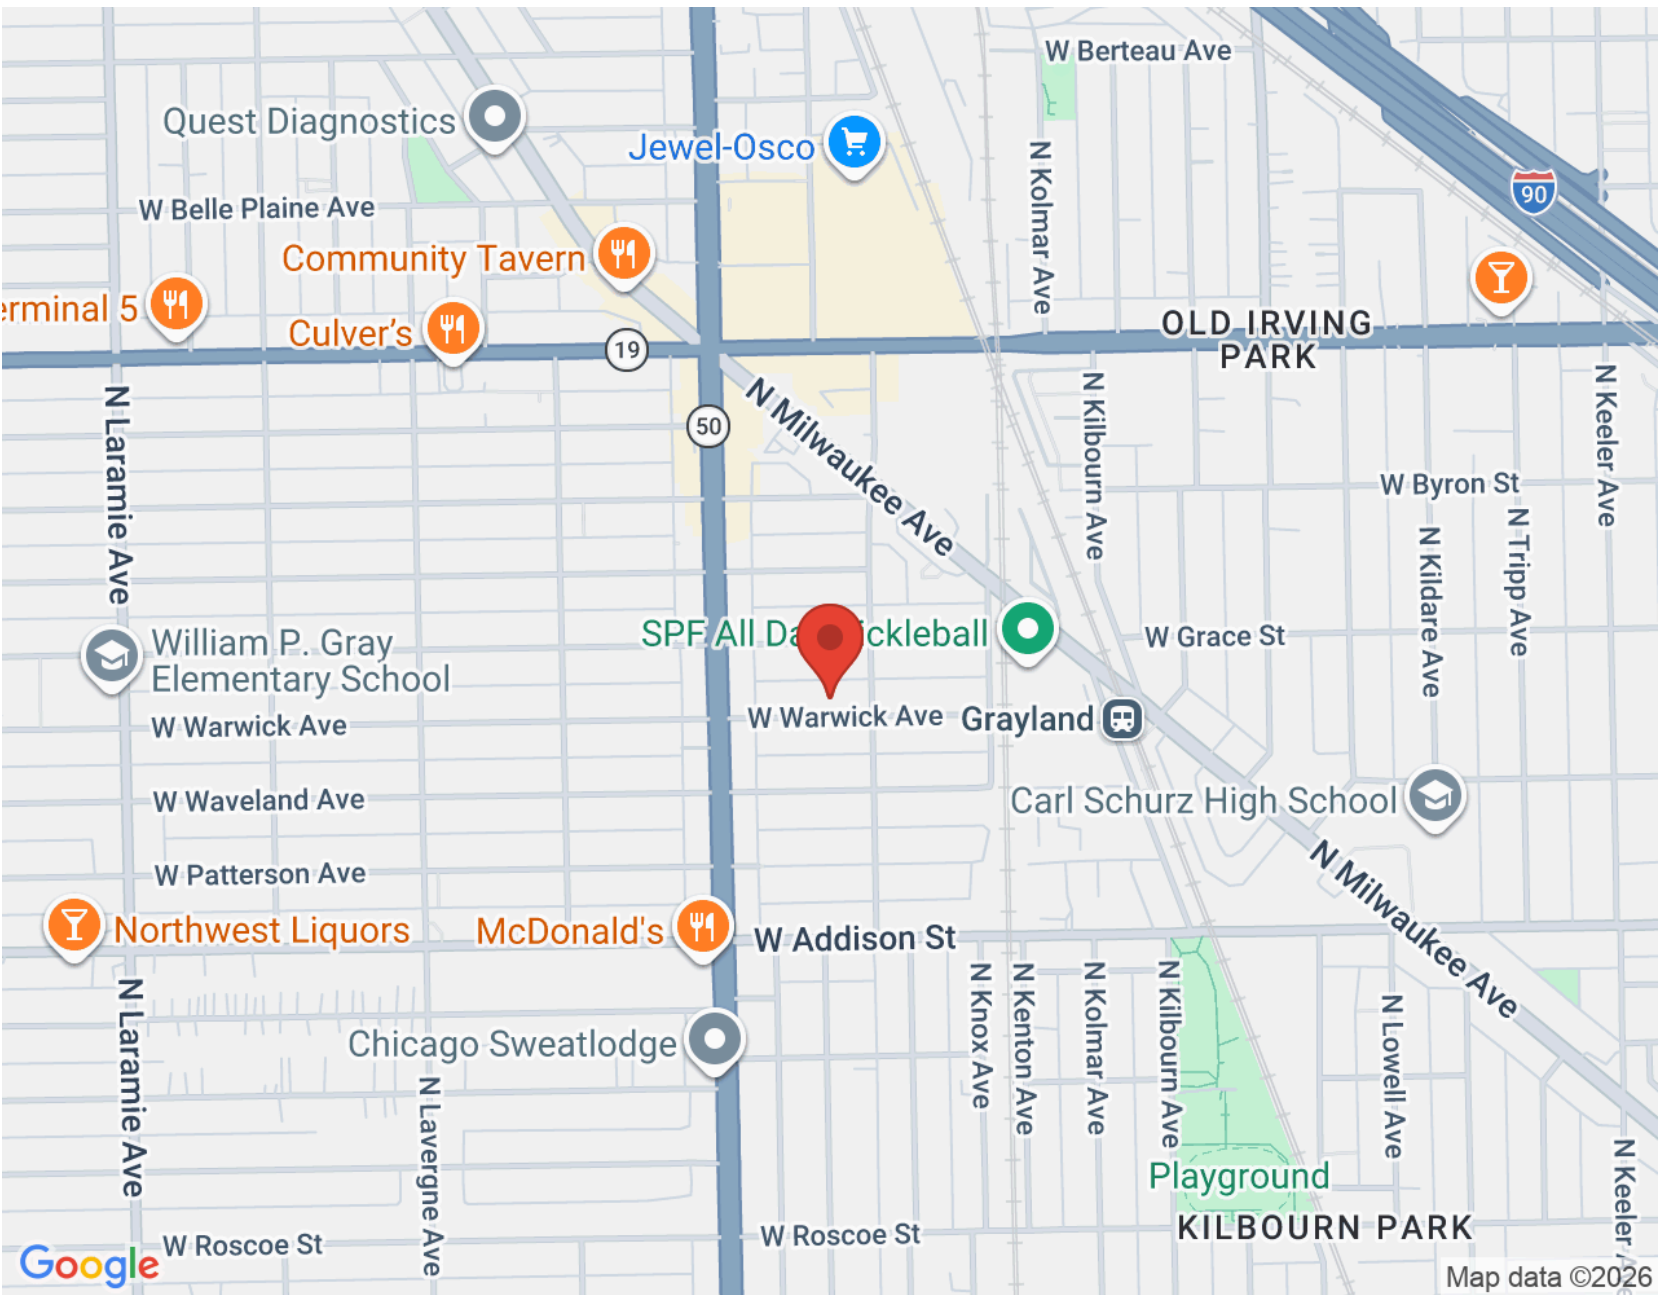 W Berteau Ave
Quest Diagnostics
Jewel-Osco
N Kolmar Ave
90
W Belle Plaine Ave
Community Tavern
erminal 5
Culver's
19
OLD IRVING
PARK
N Laramie Ave
50
N Milwaukee Ave
N Kilbourn Ave
N Keeler Ave
W Byron St
N Tripp Ave
N Kildare Ave
SPF All Da ickleball
W Grace St
William P. Gray
Elementary School
W Warwick Ave
W Warwick Ave
Grayland
W Waveland Ave
Carl Schurz High School
W Patterson Ave
N Milwaukee Ave
Northwest Liquors
McDonald's
W Addison St
N Laramie Ave
N Knox Ave
N Kenton Ave
N Kolmar Ave
N Kilbourn Ave
N Lowell Ave
Chicago Sweatlodge
N Lavergne Ave
Playground
N Keeler A
KILBOURN PARK
W Roscoe St
W Roscoe St
Google
Map data ©2026